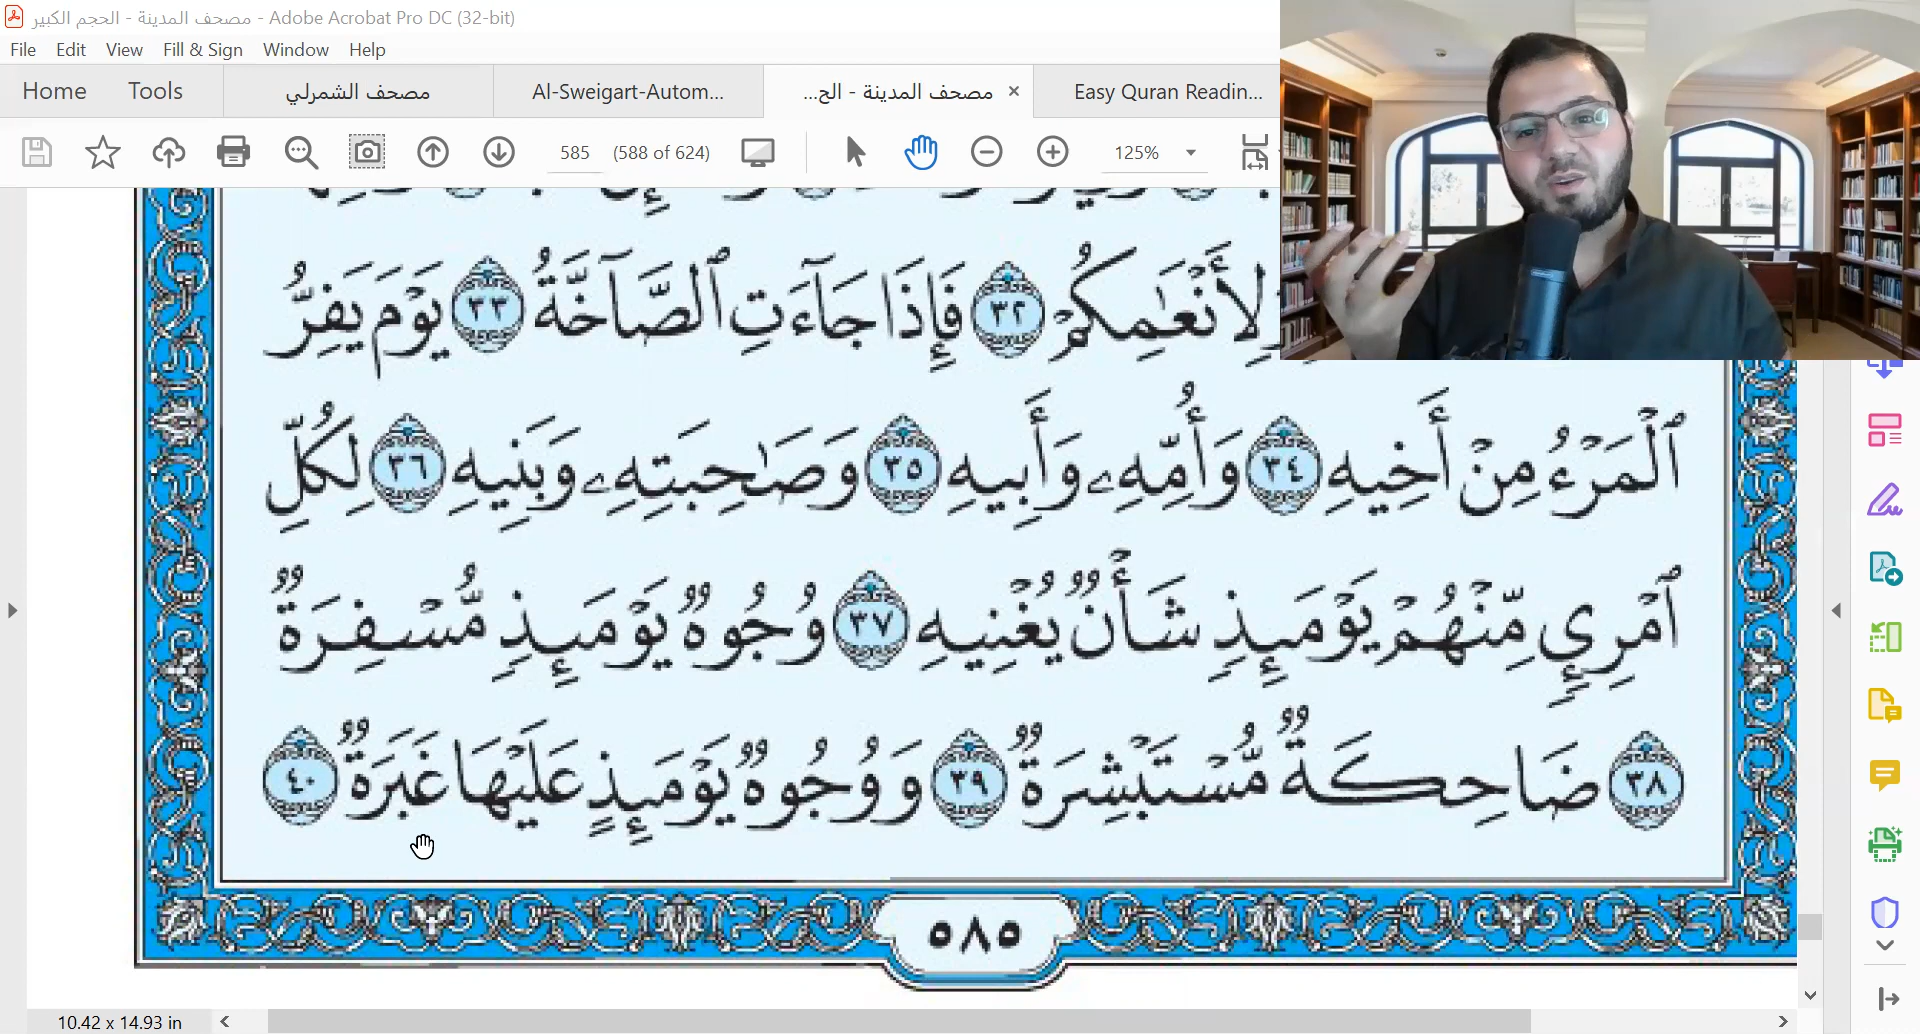 مصحف المدينة - الحجم الكبير - Adobe Acrobat Pro DC (32-bit)
File Edit View Fill & Sign Window Help
Home Tools مصحف الشمرلي Al-Sweigart-Autom... مصحف المدينة - الح... × Easy Quran Readin...
585 (588 of 624) 125%
لِأَنْعَٰمِكُمْ ٣٢ فَإِذَا جَآءَتِ ٱلصَّآخَّةُ ٣٣ يَوْمَ يَفِرُّ
ٱلْمَرْءُ مِنْ أَخِيهِ ٣٤ وَأُمِّهِۦ وَأَبِيهِ ٣٥ وَصَٰحِبَتِهِۦ وَبَنِيهِ ٣٦ لِكُلِّ
ٱمْرِئٍ مِّنْهُمْ يَوْمَئِذٍ شَأْنٌ يُغْنِيهِ ٣٧ وُجُوهٌ يَوْمَئِذٍ مُّسْفِرَةٌ
٣٨ ضَاحِكَةٌ مُّسْتَبْشِرَةٌ ٣٩ وَوُجُوهٌ يَوْمَئِذٍ عَلَيْهَا غَبَرَةٌ ٤٠
٥٨٥
10.42 x 14.93 in